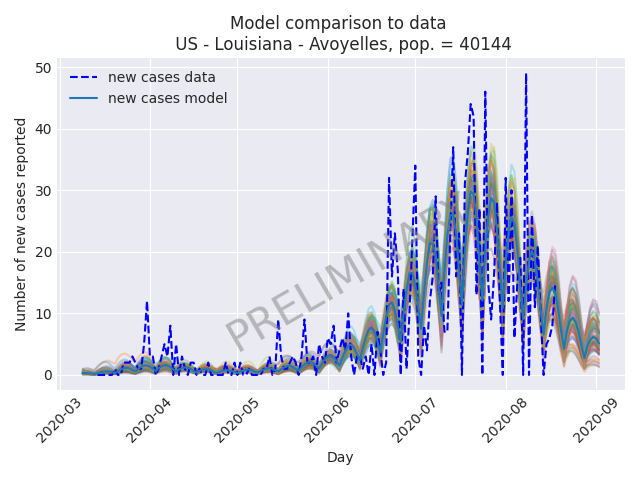 Model comparison to data
US - Louisiana - Avoyelles, pop. = 40144
new cases data
new cases model
Number of new cases reported
50
40
30
20
10
0
PRELIMINARY
2020-03
2020-04
2020-05
2020-06
2020-07
2020-08
2020-09
Day